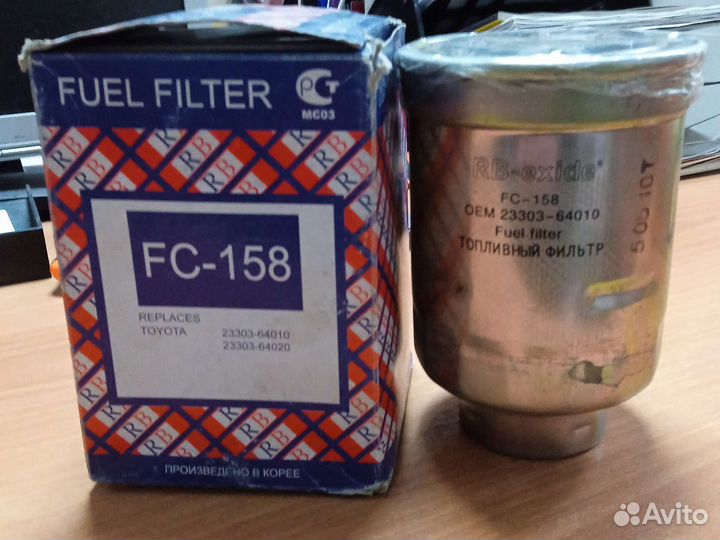 FUEL FILTER
РСТ
МС03
FC-158
REPLACES
TOYOTA 23303-64010
23303-64020
ПРОИЗВЕДЕНО В КОРЕЕ
RB
RB-exide
FC-158
OEM 23303-64010
Fuel filter
ТОПЛИВНЫЙ ФИЛЬТР
Avito